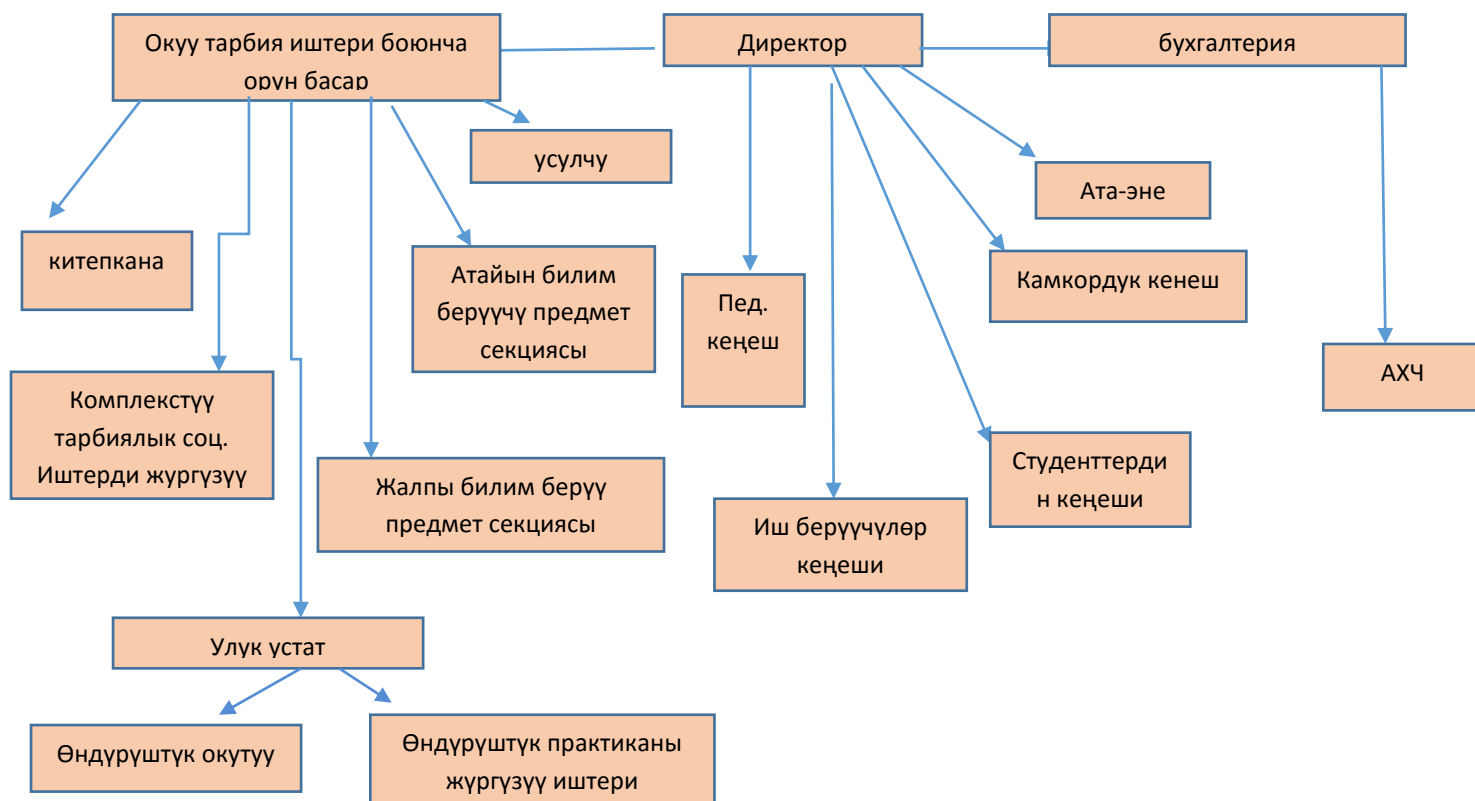 Окуу тарбия иштери боюнча
орун басар
Директор
бухгалтерия
усулчу
Ата-эне
китепкана
Атайын билим
берүүчү предмет
секциясы
Камкордук кенеш
Пед.
кеңеш
АХЧ
Комплекстүү
тарбиялык соц.
Иштерди жургүзүү
Жалпы билим берүү
предмет секциясы
Студенттерди
н кеңеши
Иш берүүчүлөр
кеңеши
Улук устат
Өндүрүштүк окутуу
Өндүрүштүк практиканы
жүргүзүү иштери